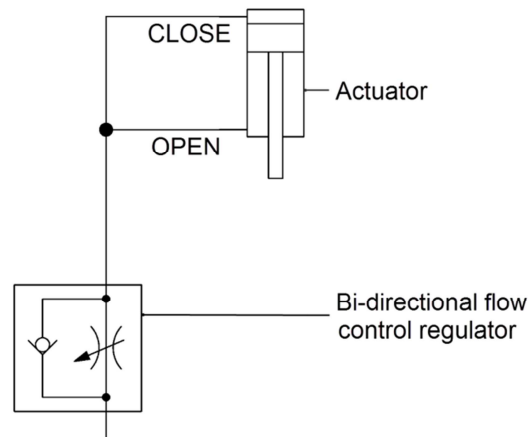 CLOSE
Actuator
OPEN
Bi-directional flow
control regulator